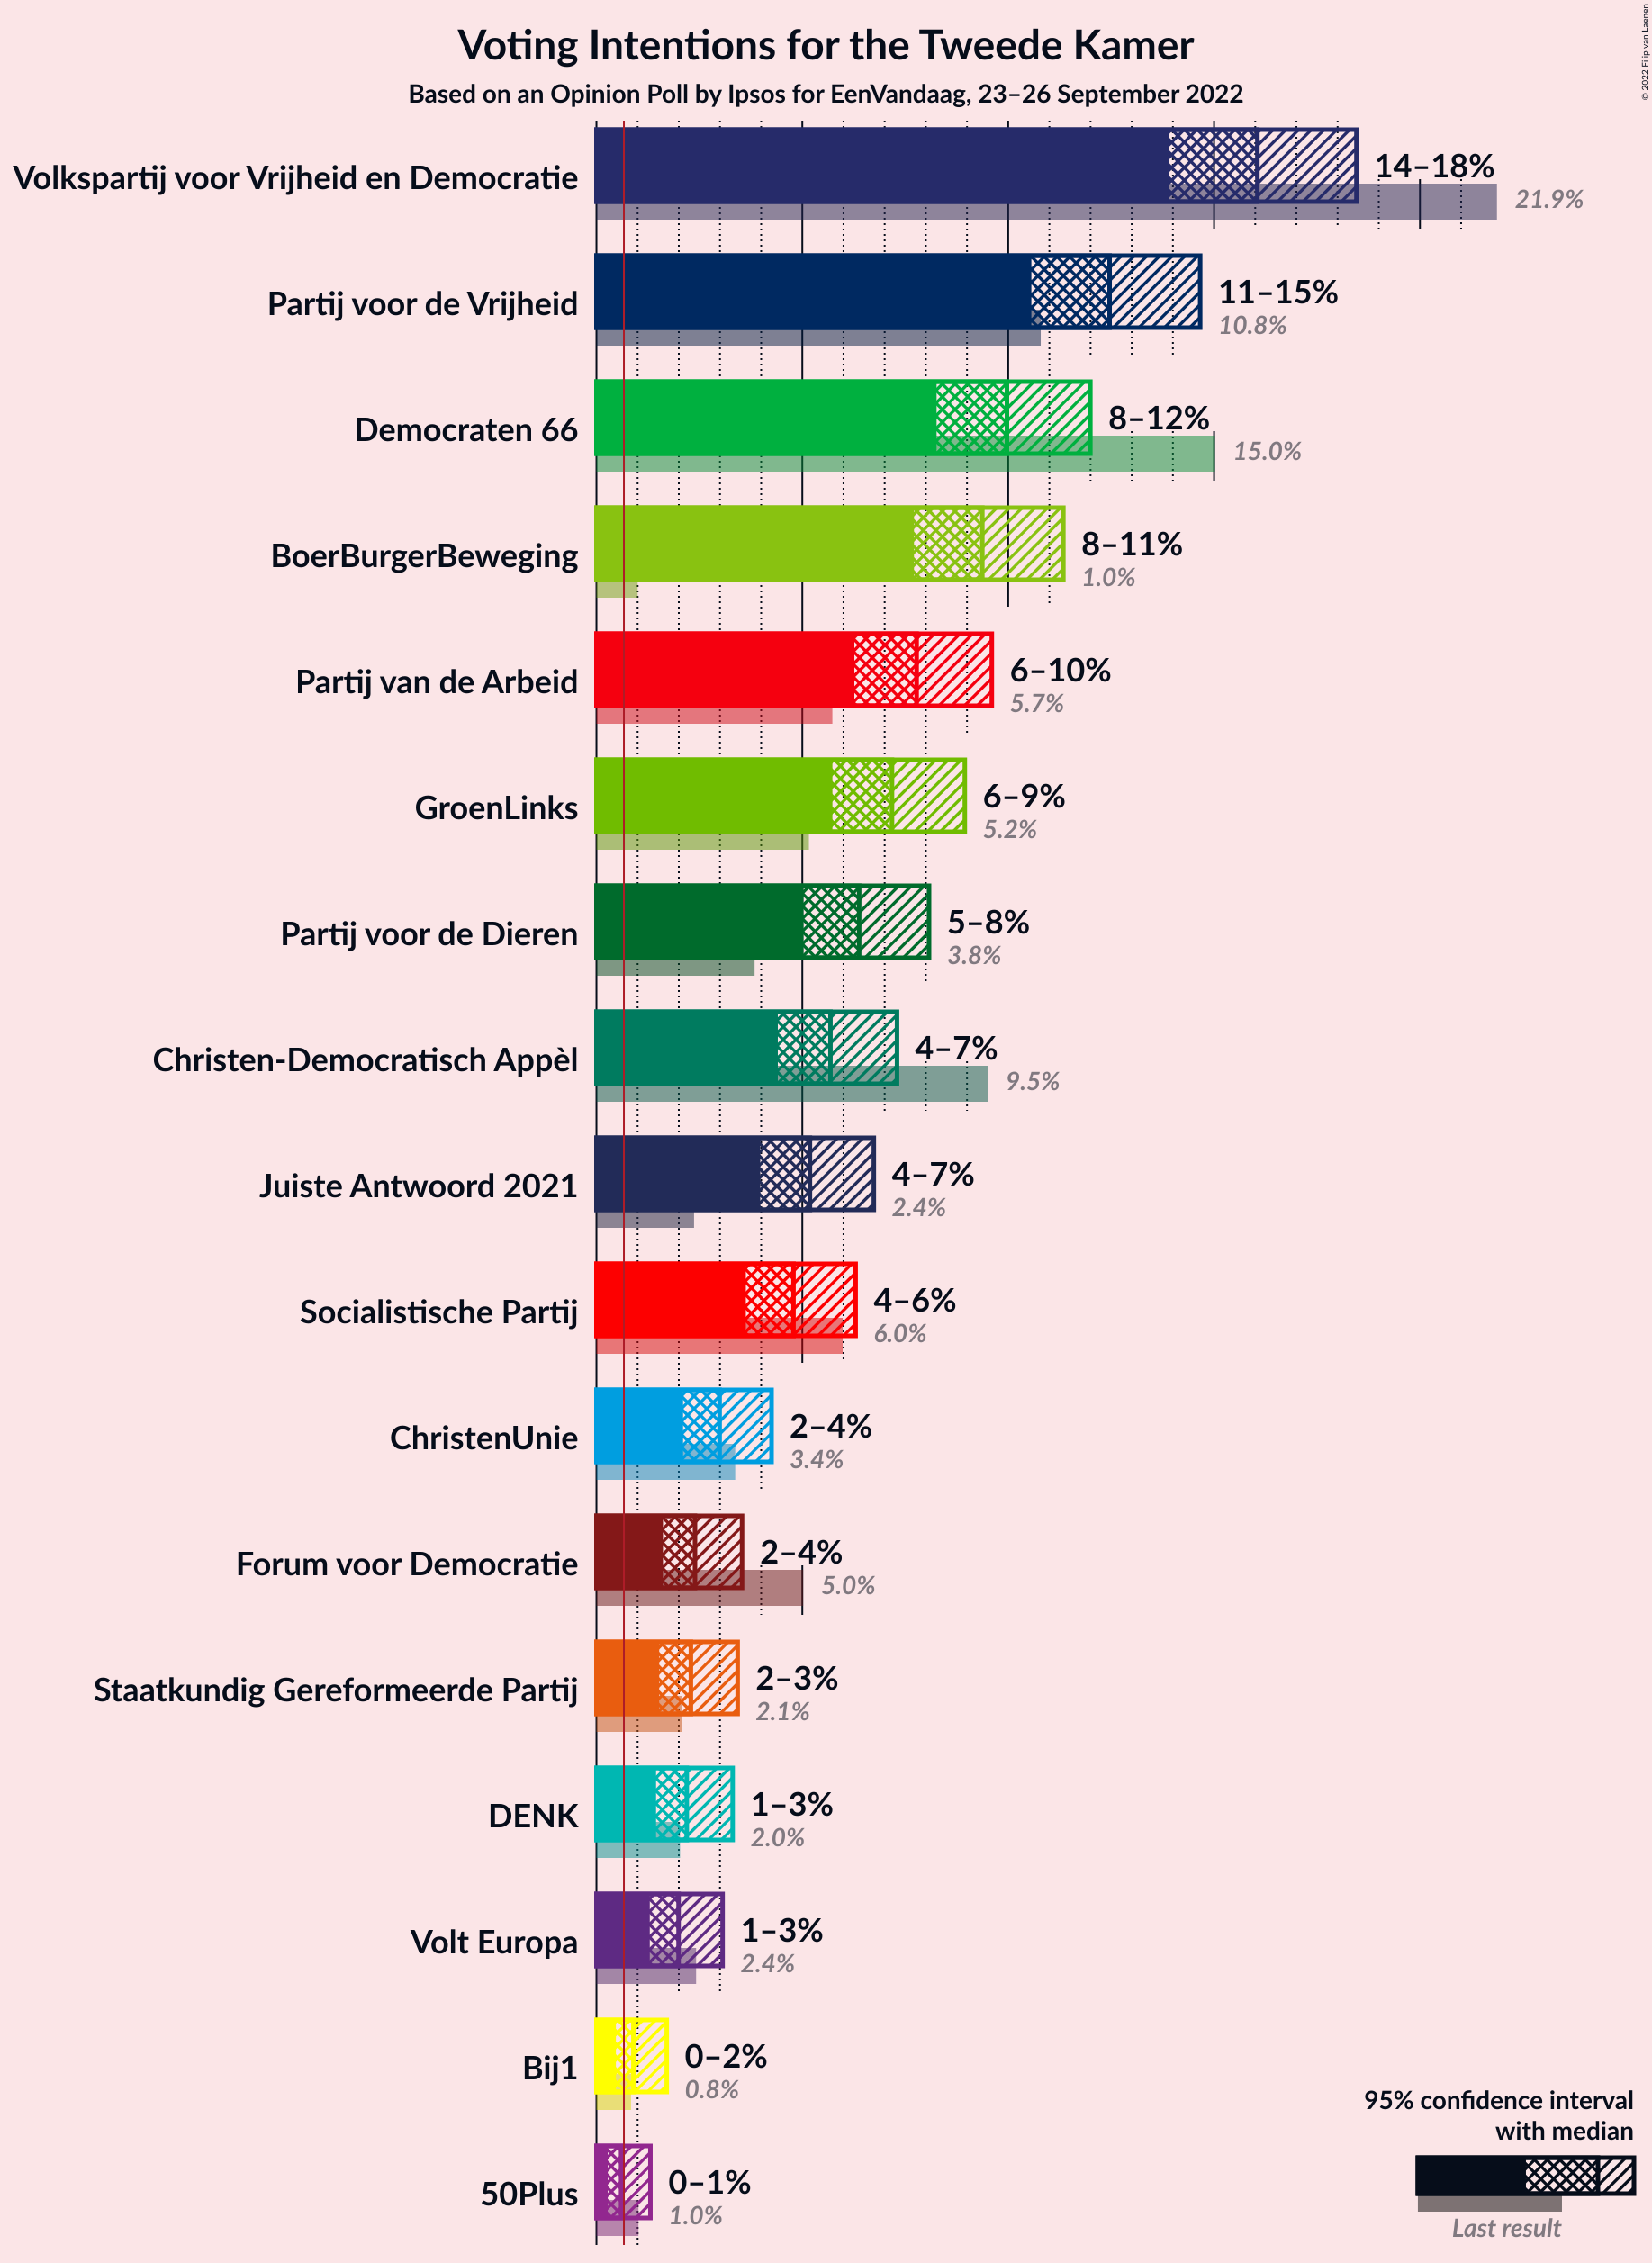 Voting Intentions for the Tweede Kamer
Based on an Opinion Poll by Ipsos for EenVandaag, 23–26 September 2022
© 2022 Filip van Laenen
Volkspartij voor Vrijheid en Democratie
14–18%
21.9%
Partij voor de Vrijheid
11–15%
10.8%
Democraten 66
8–12%
15.0%
BoerBurgerBeweging
8–11%
1.0%
Partij van de Arbeid
6–10%
5.7%
GroenLinks
6–9%
5.2%
Partij voor de Dieren
5–8%
3.8%
Christen-Democratisch Appèl
4–7%
9.5%
Juiste Antwoord 2021
4–7%
2.4%
Socialistische Partij
4–6%
6.0%
ChristenUnie
2–4%
3.4%
Forum voor Democratie
2–4%
5.0%
Staatkundig Gereformeerde Partij
2–3%
2.1%
DENK
1–3%
2.0%
Volt Europa
1–3%
2.4%
Bij1
0–2%
0.8%
50Plus
0–1%
1.0%
95% confidence interval
with median
Last result